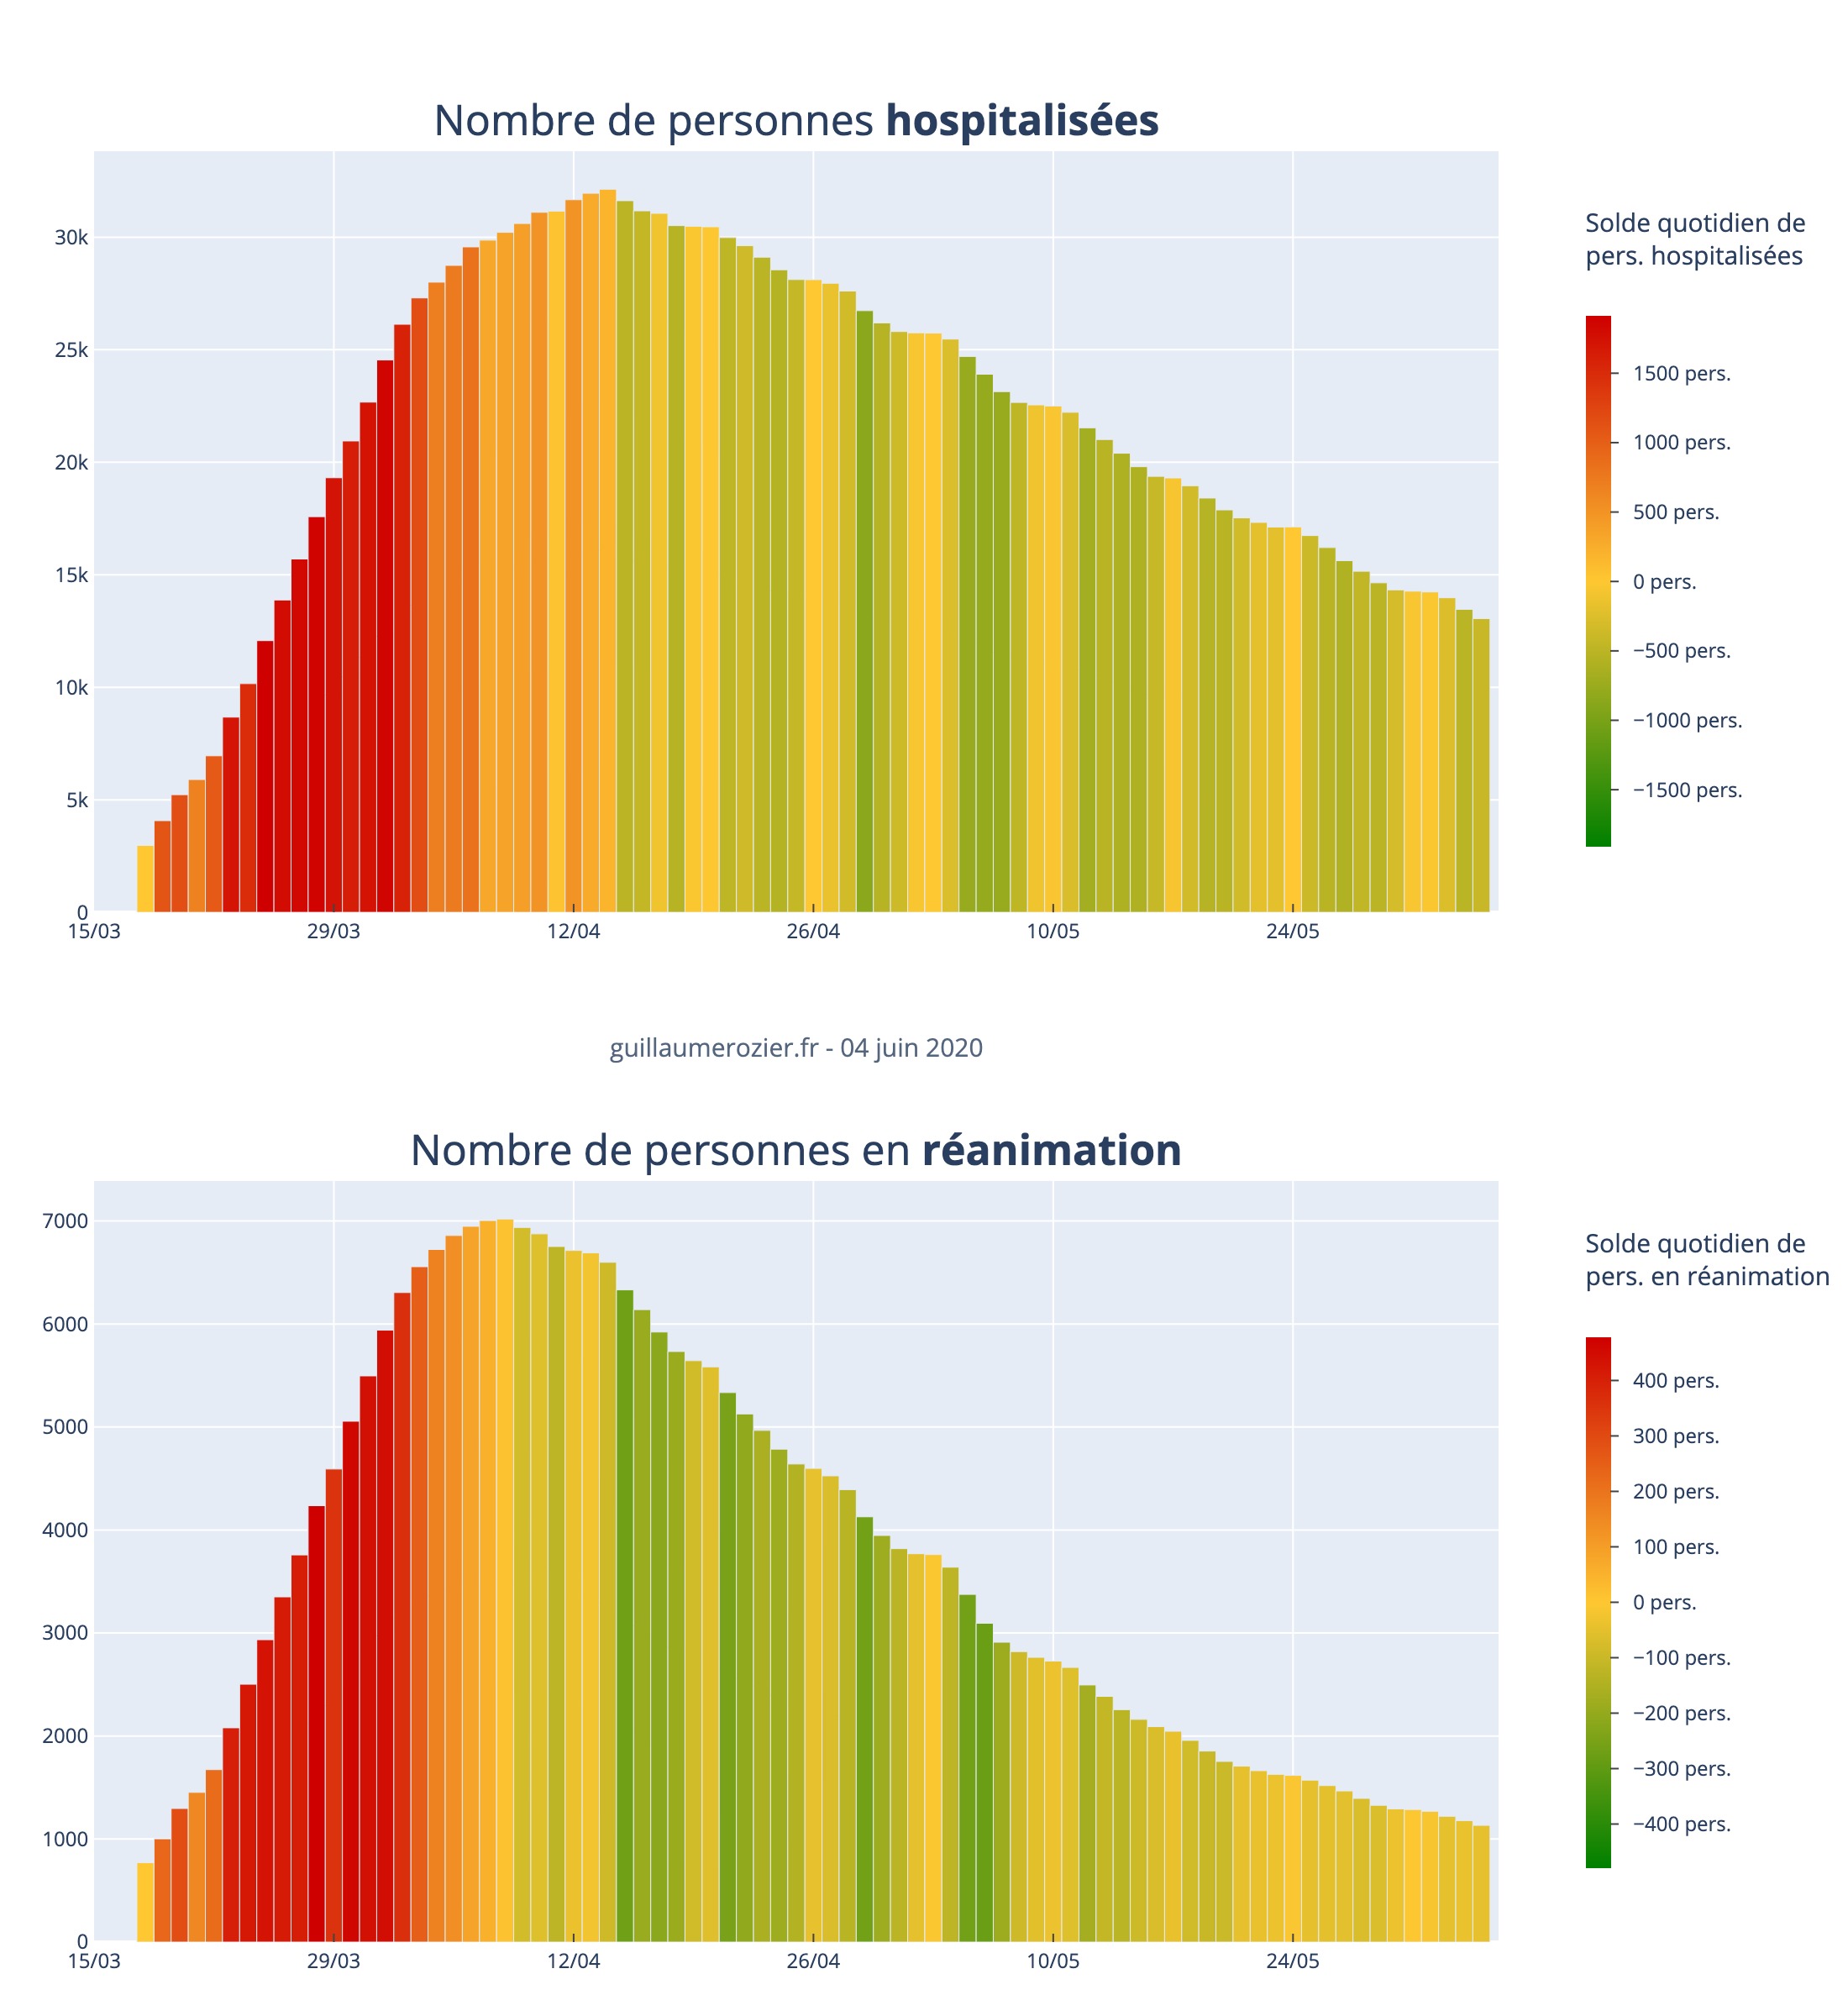 Nombre de personnes hospitalisées
Solde quotidien de
pers. hospitalisées
30k
25k
20k
15k
10k
5k
0
1500 pers.
1000 pers.
500 pers.
0 pers.
−500 pers.
−1000 pers.
−1500 pers.
15/03 29/03 12/04 26/04 10/05 24/05
guillaumerozier.fr - 04 juin 2020
Nombre de personnes en réanimation
Solde quotidien de
pers. en réanimation
7000
6000
5000
4000
3000
2000
1000
0
400 pers.
300 pers.
200 pers.
100 pers.
0 pers.
−100 pers.
−200 pers.
−300 pers.
−400 pers.
15/03 29/03 12/04 26/04 10/05 24/05